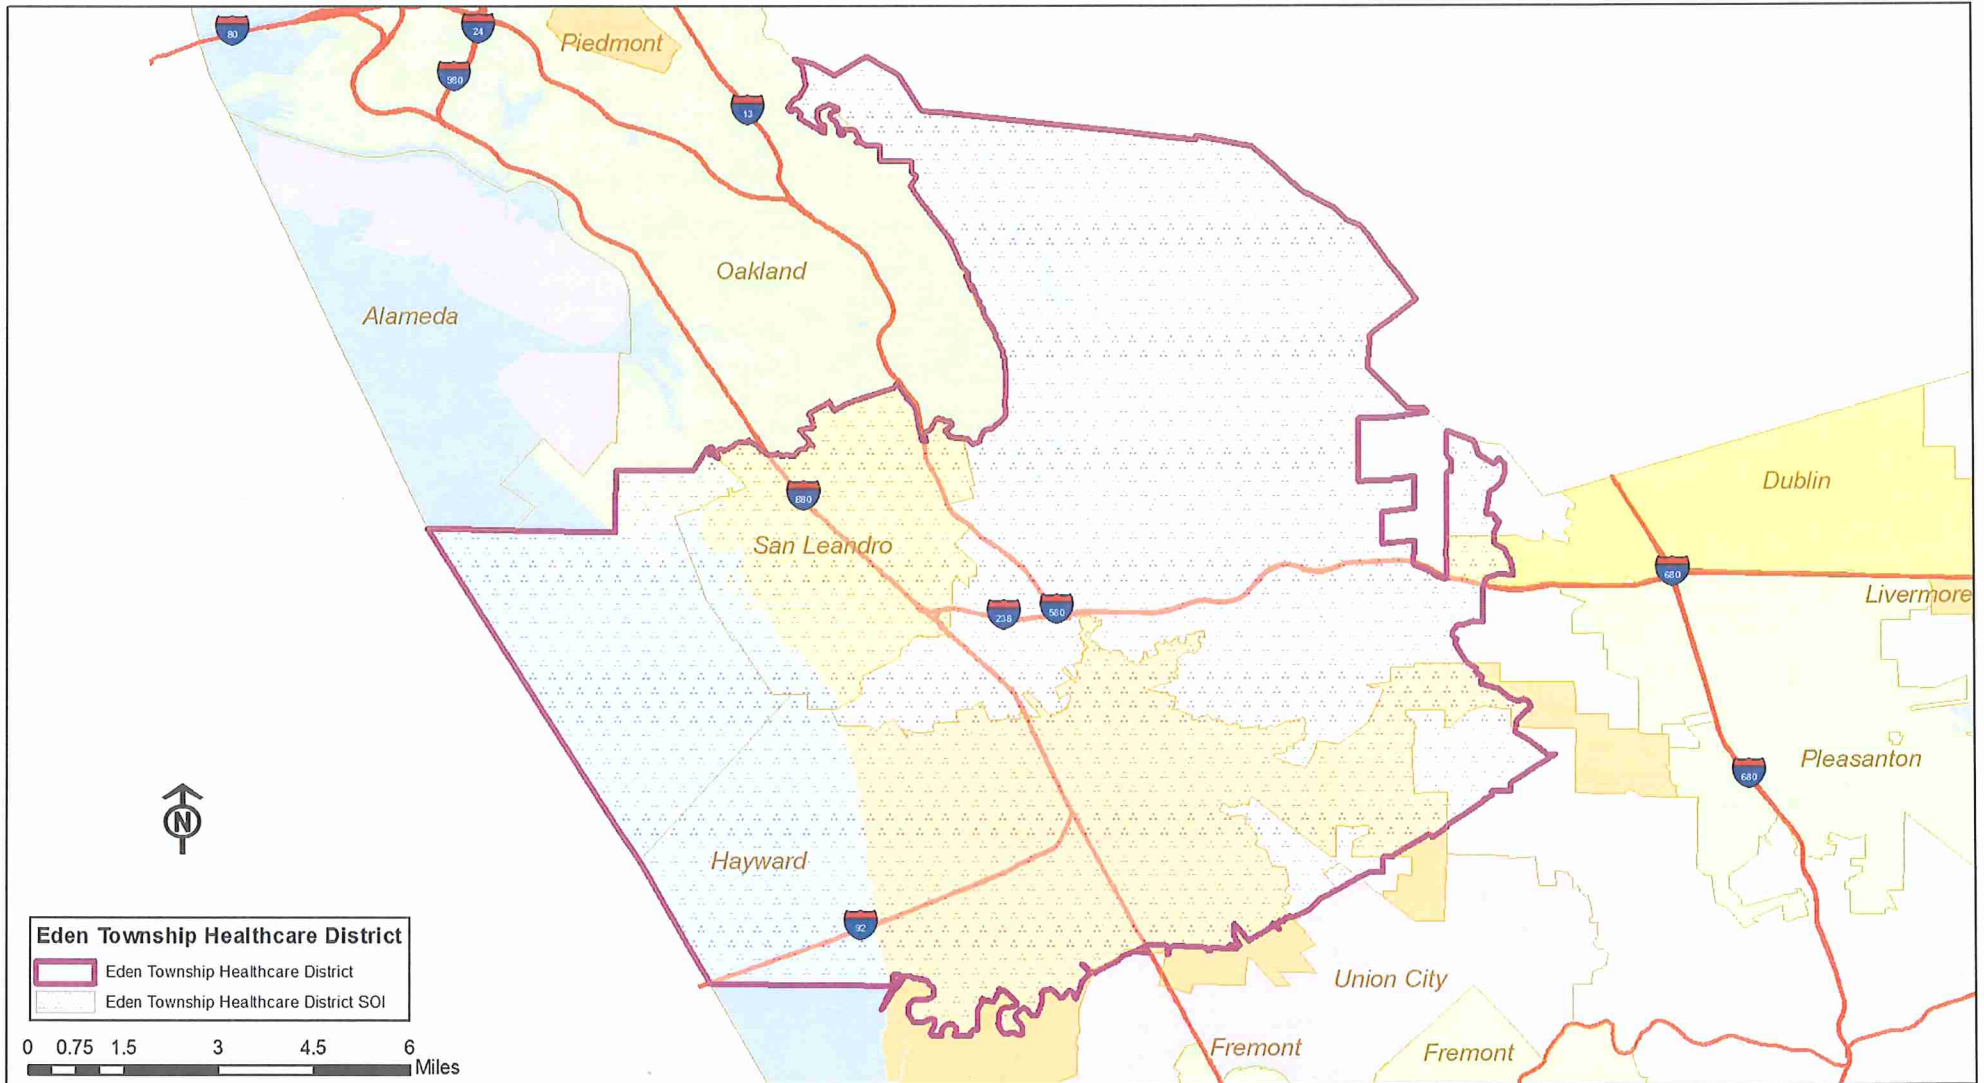 80
24
980
Piedmont
13
Oakland
Alameda
Dublin
San Leandro
680
Livermore
238
580
Pleasanton
680
Hayward
92
Eden Township Healthcare District
Eden Township Healthcare District
Eden Township Healthcare District SOI
Union City
Fremont
Fremont
0 0.75 1.5 3 4.5 6
Miles
N